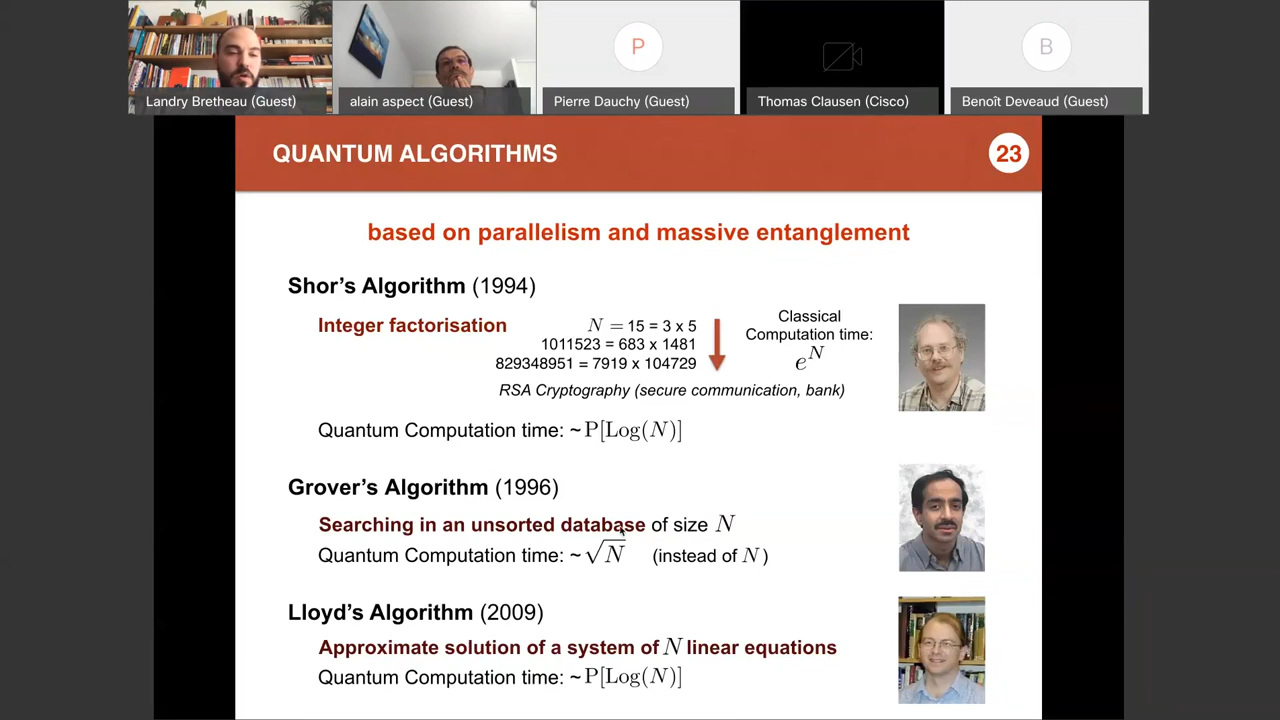 P
B
Landry Bretheau (Guest)
alain aspect (Guest)
Pierre Dauchy (Guest)
Thomas Clausen (Cisco)
Benoît Deveaud (Guest)
QUANTUM ALGORITHMS
23
based on parallelism and massive entanglement
Shor's Algorithm (1994)
Integer factorisation
N = 15 = 3 x 5
1011523 = 683 x 1481
829348951 = 7919 x 104729
Classical
Computation time:
e^N
RSA Cryptography (secure communication, bank)
Quantum Computation time: ~ P[Log(N)]
Grover's Algorithm (1996)
Searching in an unsorted database of size N
Quantum Computation time: ~ √N (instead of N)
Lloyd's Algorithm (2009)
Approximate solution of a system of N linear equations
Quantum Computation time: ~ P[Log(N)]